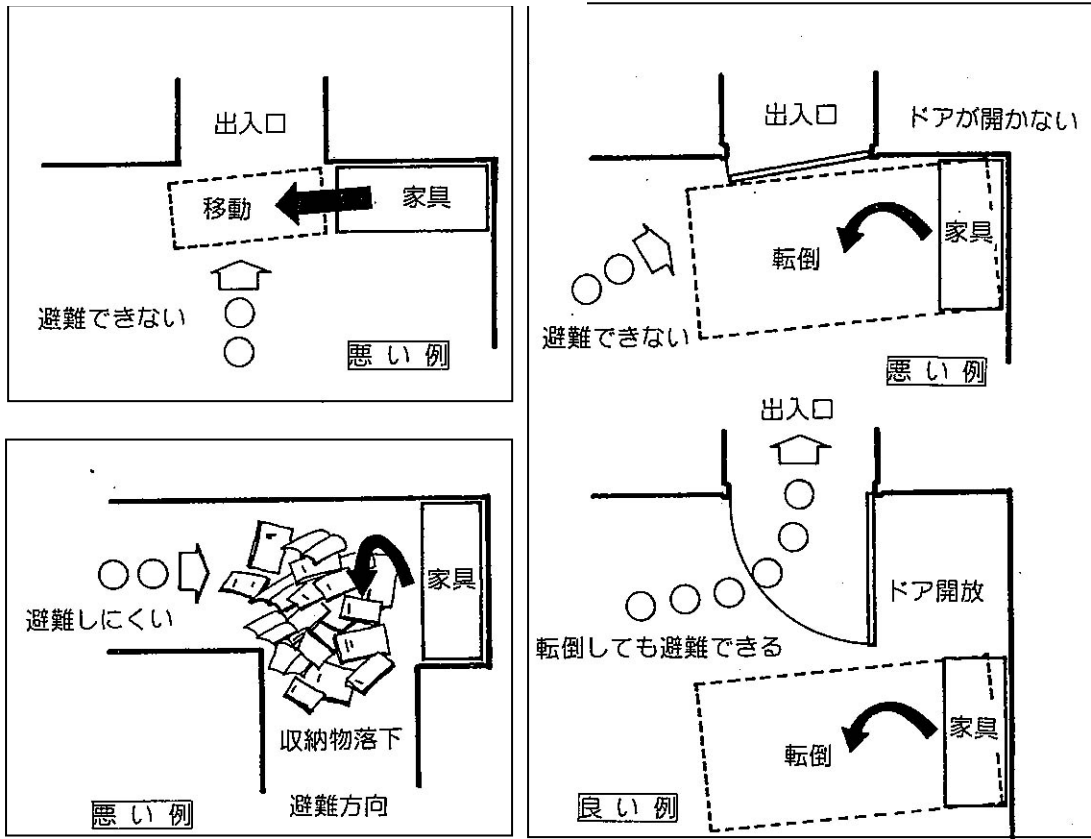 出入口
移動
家具
避難できない
悪い例
出入口
ドアが開かない
家具
転倒
避難できない
悪い例
家具
避難しにくい
収納物落下
避難方向
悪い例
出入口
ドア開放
転倒しても避難できる
家具
転倒
良い例